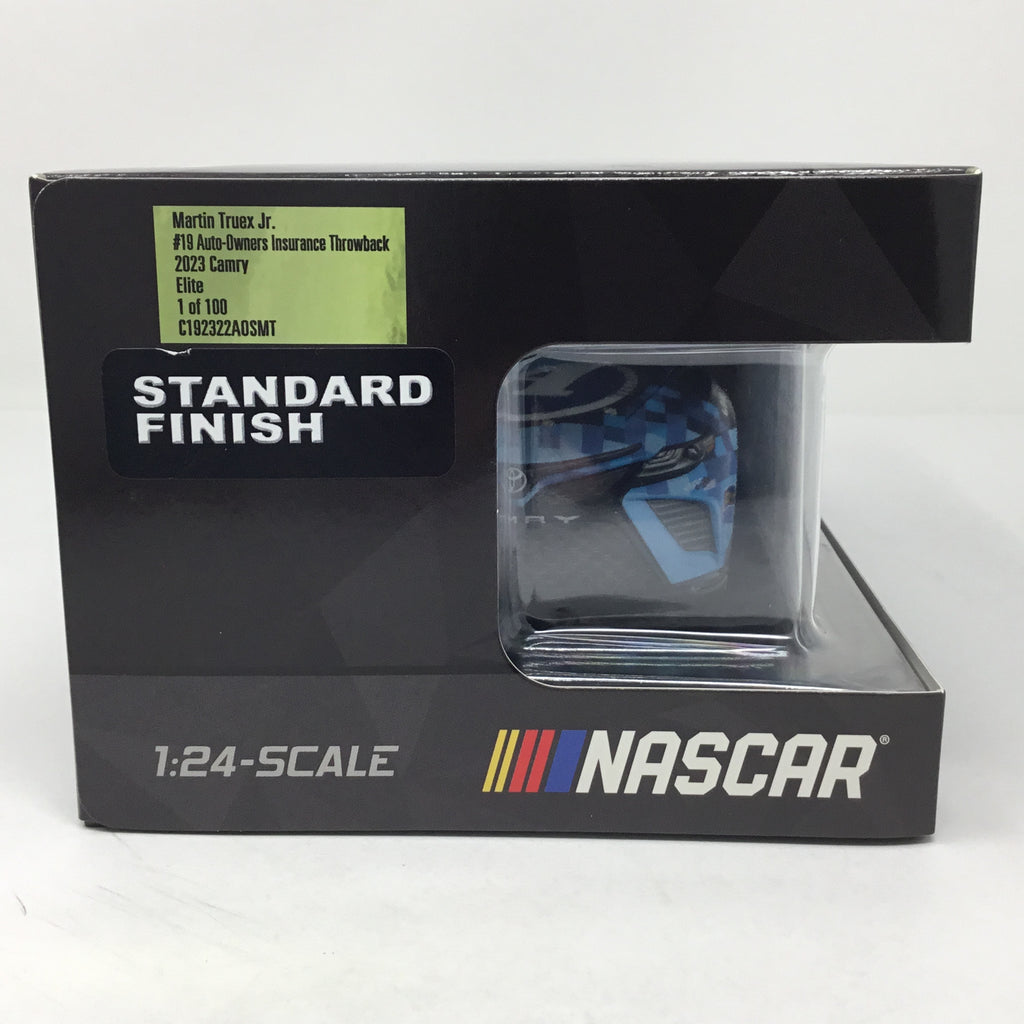 Martin Truex Jr.
#19 Auto-Owners Insurance Throwback
2023 Camry
Elite
1 of 100
C192322AOSMT
STANDARD
FINISH
1:24-SCALE
NASCAR®